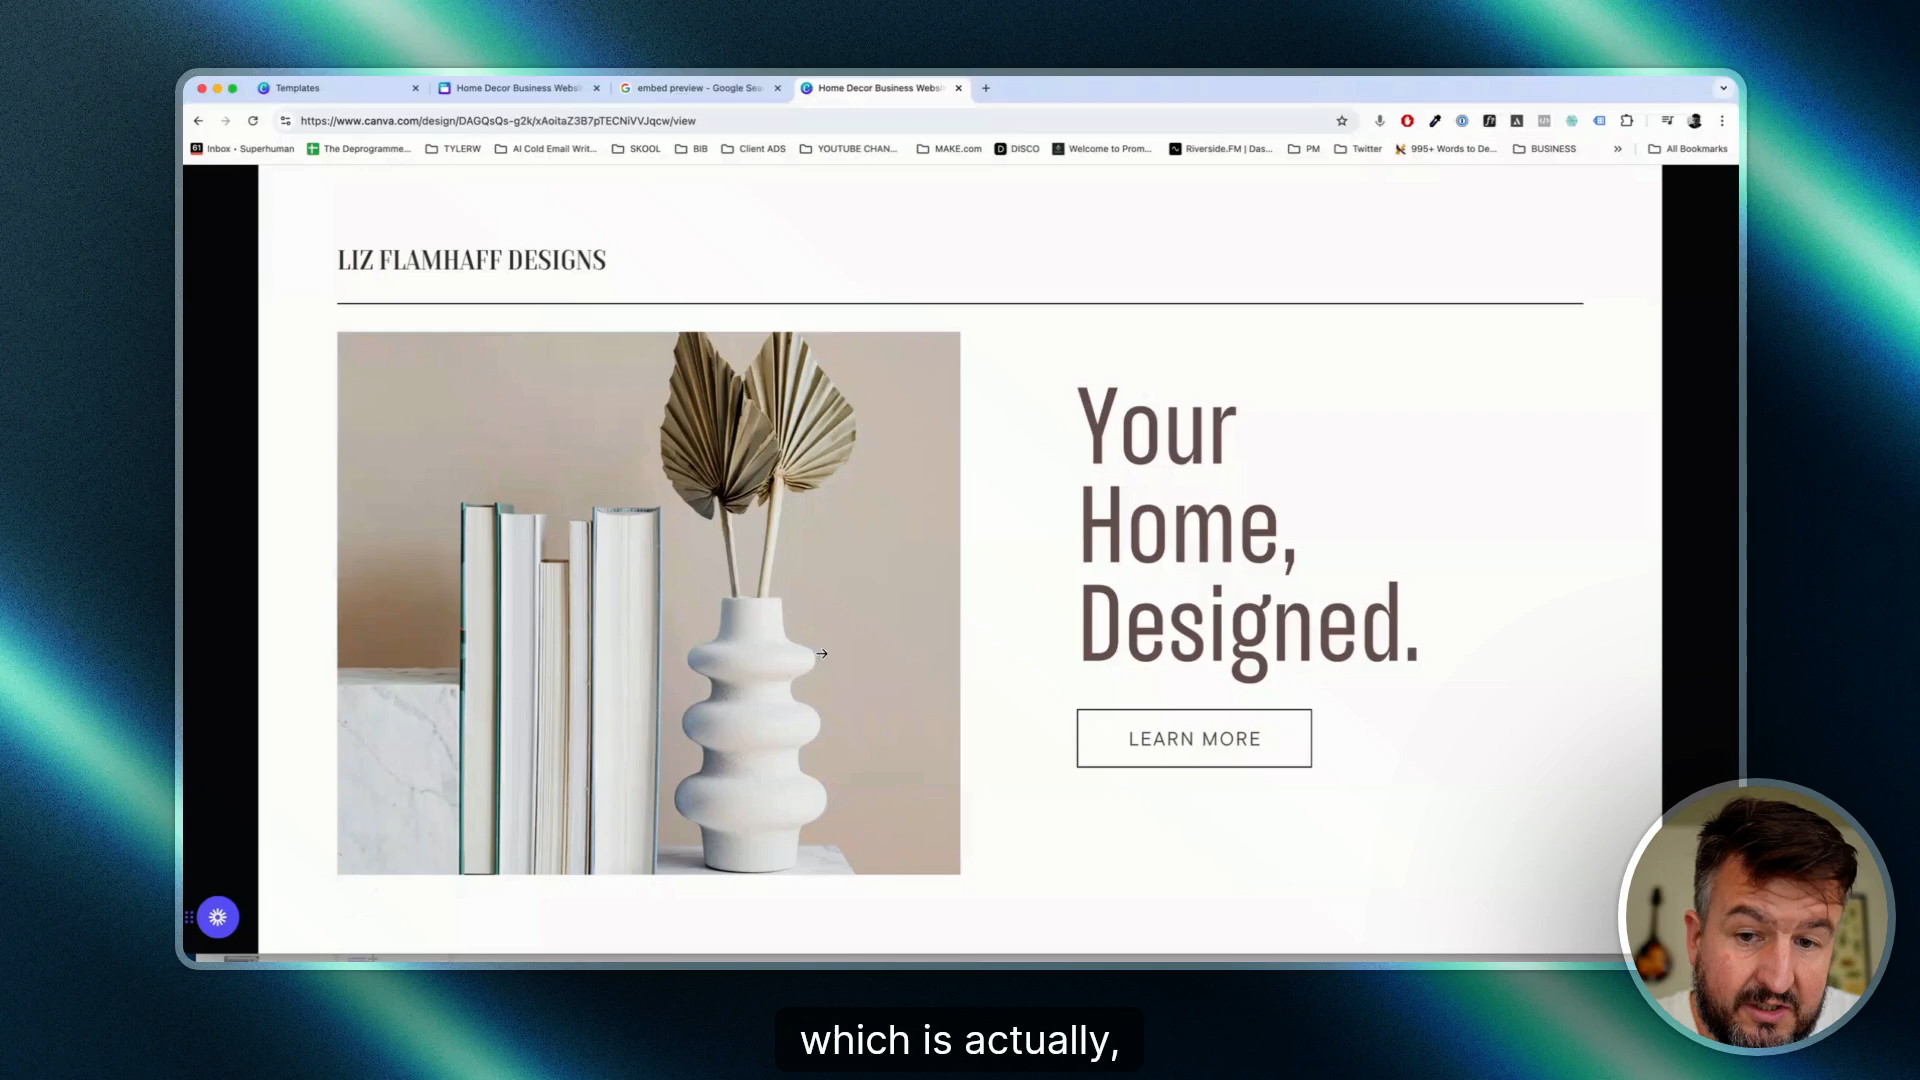 Templates
Home Decor Business Websi
embed preview - Google Sea
Home Decor Business Websi
https://www.canva.com/design/DAGQsQs-g2k/xAoitaZ3B7pTECNiVVJqcw/view
61 Inbox • Superhuman
The Deprogramme...
TYLERW
AI Cold Email Writ...
SKOOL
BIB
Client ADS
YOUTUBE CHAN...
MAKE.com
DISCO
Welcome to Prom...
Riverside.FM | Das...
PM
Twitter
995+ Words to De...
BUSINESS
»
All Bookmarks
LIZ FLAMHAFF DESIGNS
Your
Home,
Designed.
LEARN MORE
which is actually,